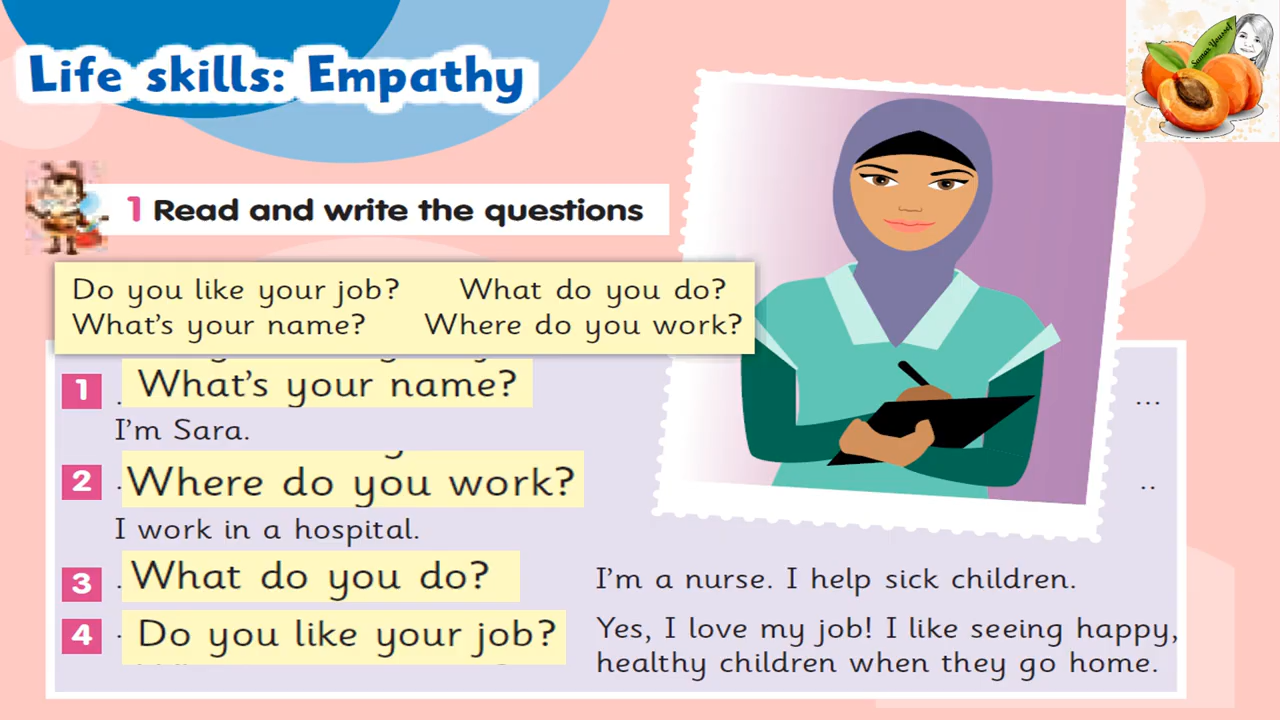 Life skills: Empathy
Samar Youssef
1 Read and write the questions
Do you like your job? What do you do?
What's your name? Where do you work?
1 . What's your name? ...
I'm Sara.
2 . Where do you work? ..
I work in a hospital.
3 . What do you do? I'm a nurse. I help sick children.
4 . Do you like your job? Yes, I love my job! I like seeing happy,
healthy children when they go home.